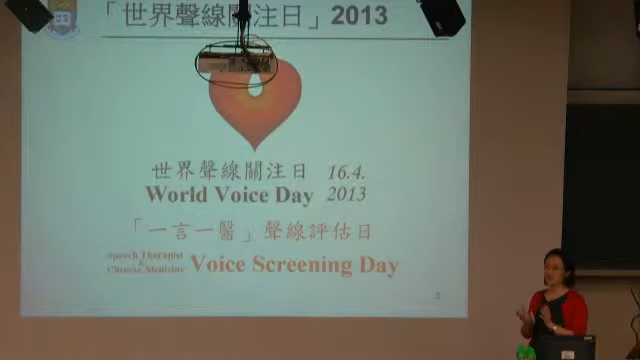 「世界聲線關注日」2013
世界聲線關注日 16.4.
World Voice Day 2013
「一言一醫」聲線評估日
Speech Therapist
&
Chinese Medicine Voice Screening Day